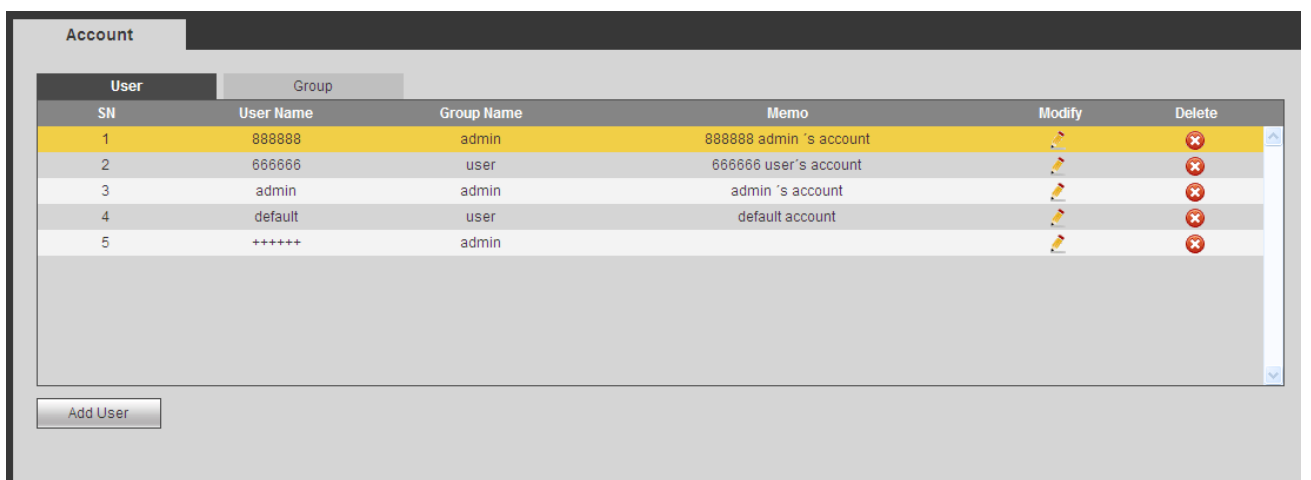 Account
User Group
SN User Name Group Name Memo Modify Delete
1 888888 admin 888888 admin ´s account
2 666666 user 666666 user´s account
3 admin admin admin ´s account
4 default user default account
5 ++++++ admin
Add User